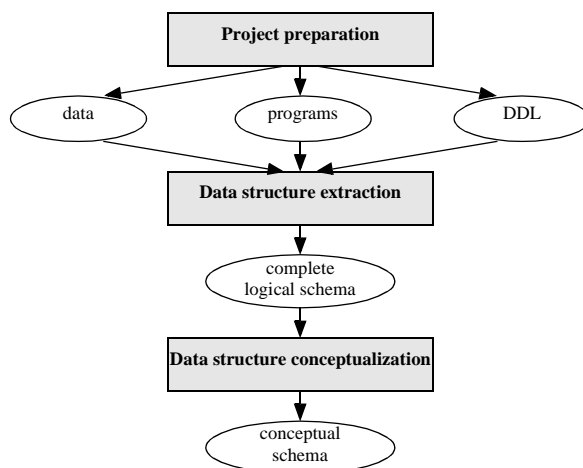 Project preparation
data
programs
DDL
Data structure extraction
complete
logical schema
Data structure conceptualization
conceptual
schema